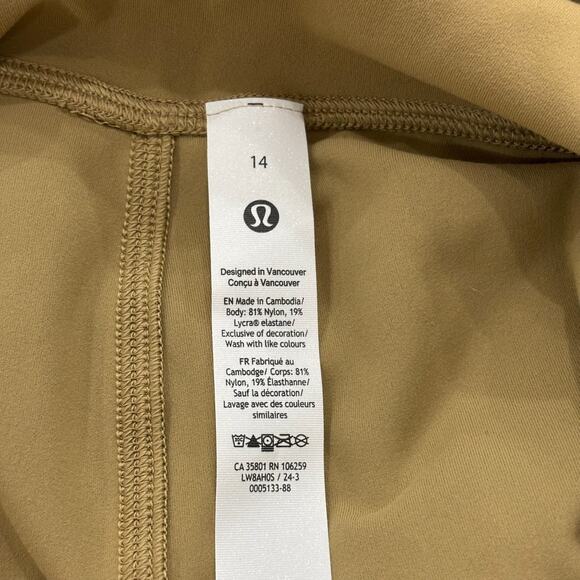 14
Designed in Vancouver
Conçu à Vancouver
EN Made in Cambodia/
Body: 81% Nylon, 19%
Lycra® elastane/
Exclusive of decoration/
Wash with like colours
FR Fabriqué au
Cambodge/ Corps: 81%
Nylon, 19% Élasthanne/
Sauf la décoration/
Lavage avec des couleurs
similaires
CA 35801 RN 106259
LW8AH0S / 24-3
0005133-88